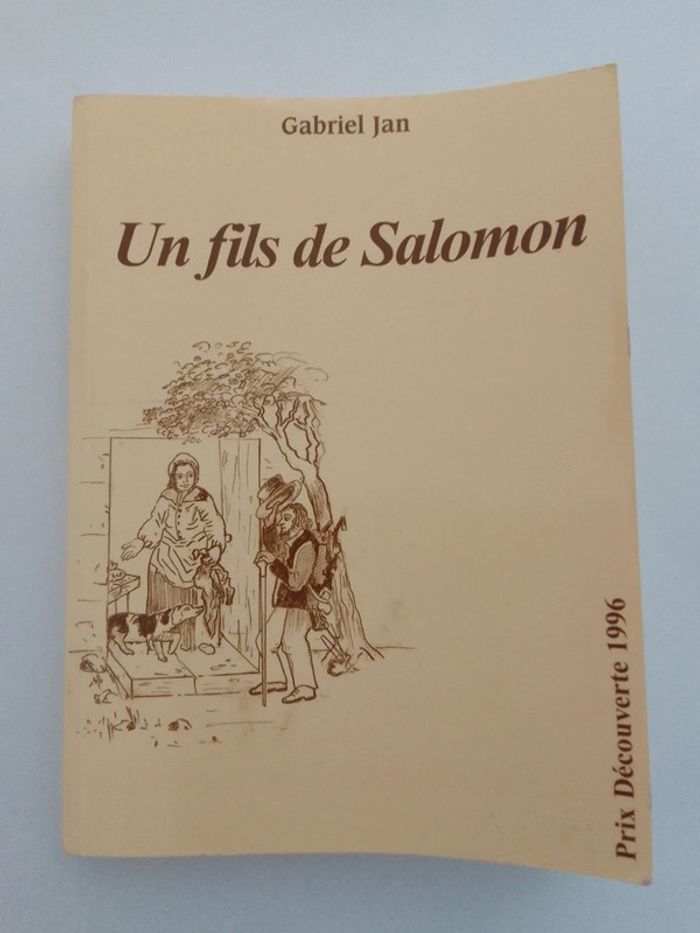 Gabriel Jan
Un fils de Salomon
Prix Découverte 1996